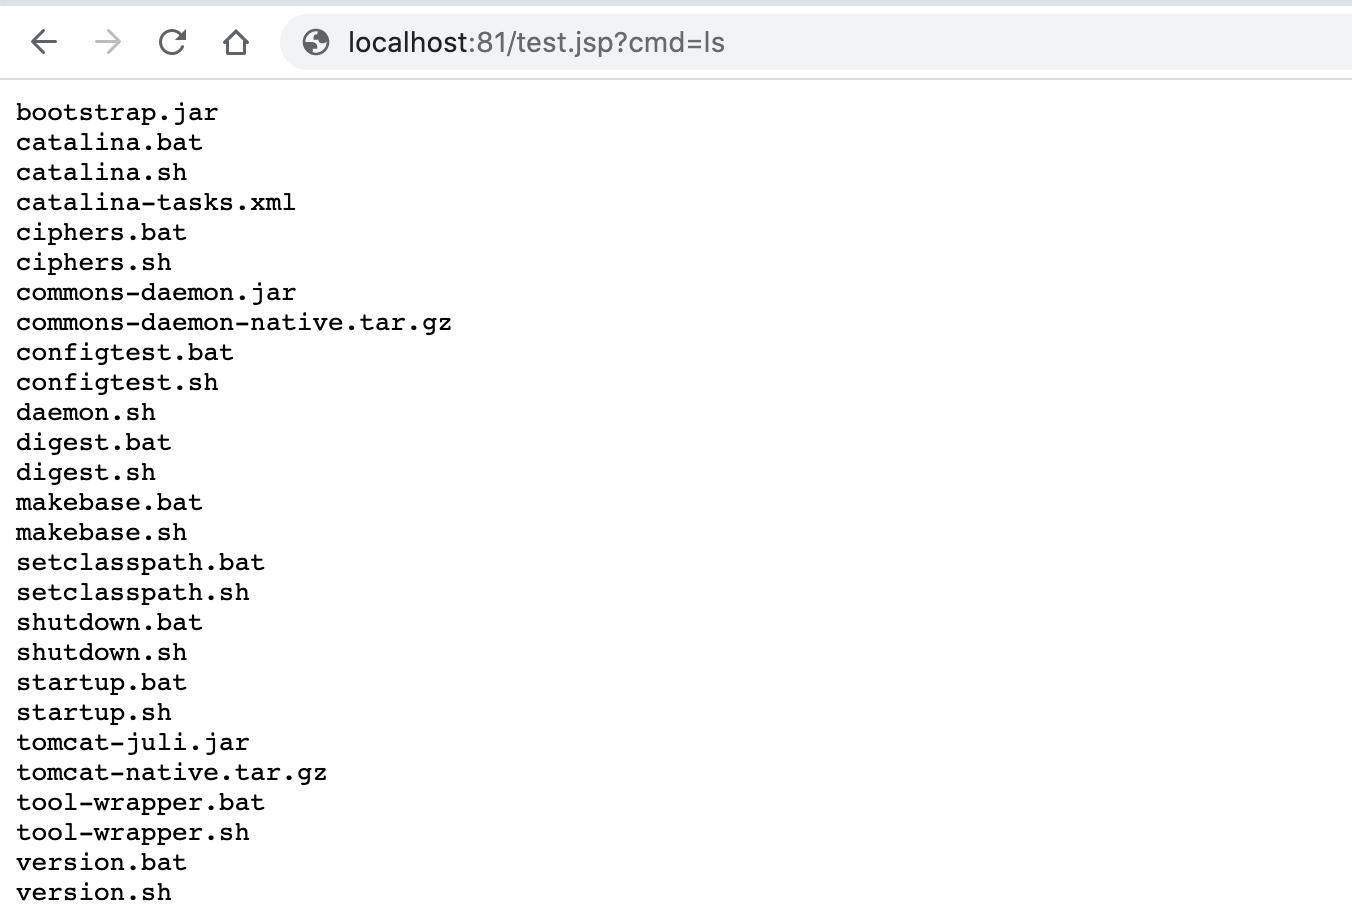 localhost:81/test.jsp?cmd=ls
bootstrap.jar
catalina.bat
catalina.sh
catalina-tasks.xml
ciphers.bat
ciphers.sh
commons-daemon.jar
commons-daemon-native.tar.gz
configtest.bat
configtest.sh
daemon.sh
digest.bat
digest.sh
makebase.bat
makebase.sh
setclasspath.bat
setclasspath.sh
shutdown.bat
shutdown.sh
startup.bat
startup.sh
tomcat-juli.jar
tomcat-native.tar.gz
tool-wrapper.bat
tool-wrapper.sh
version.bat
version.sh